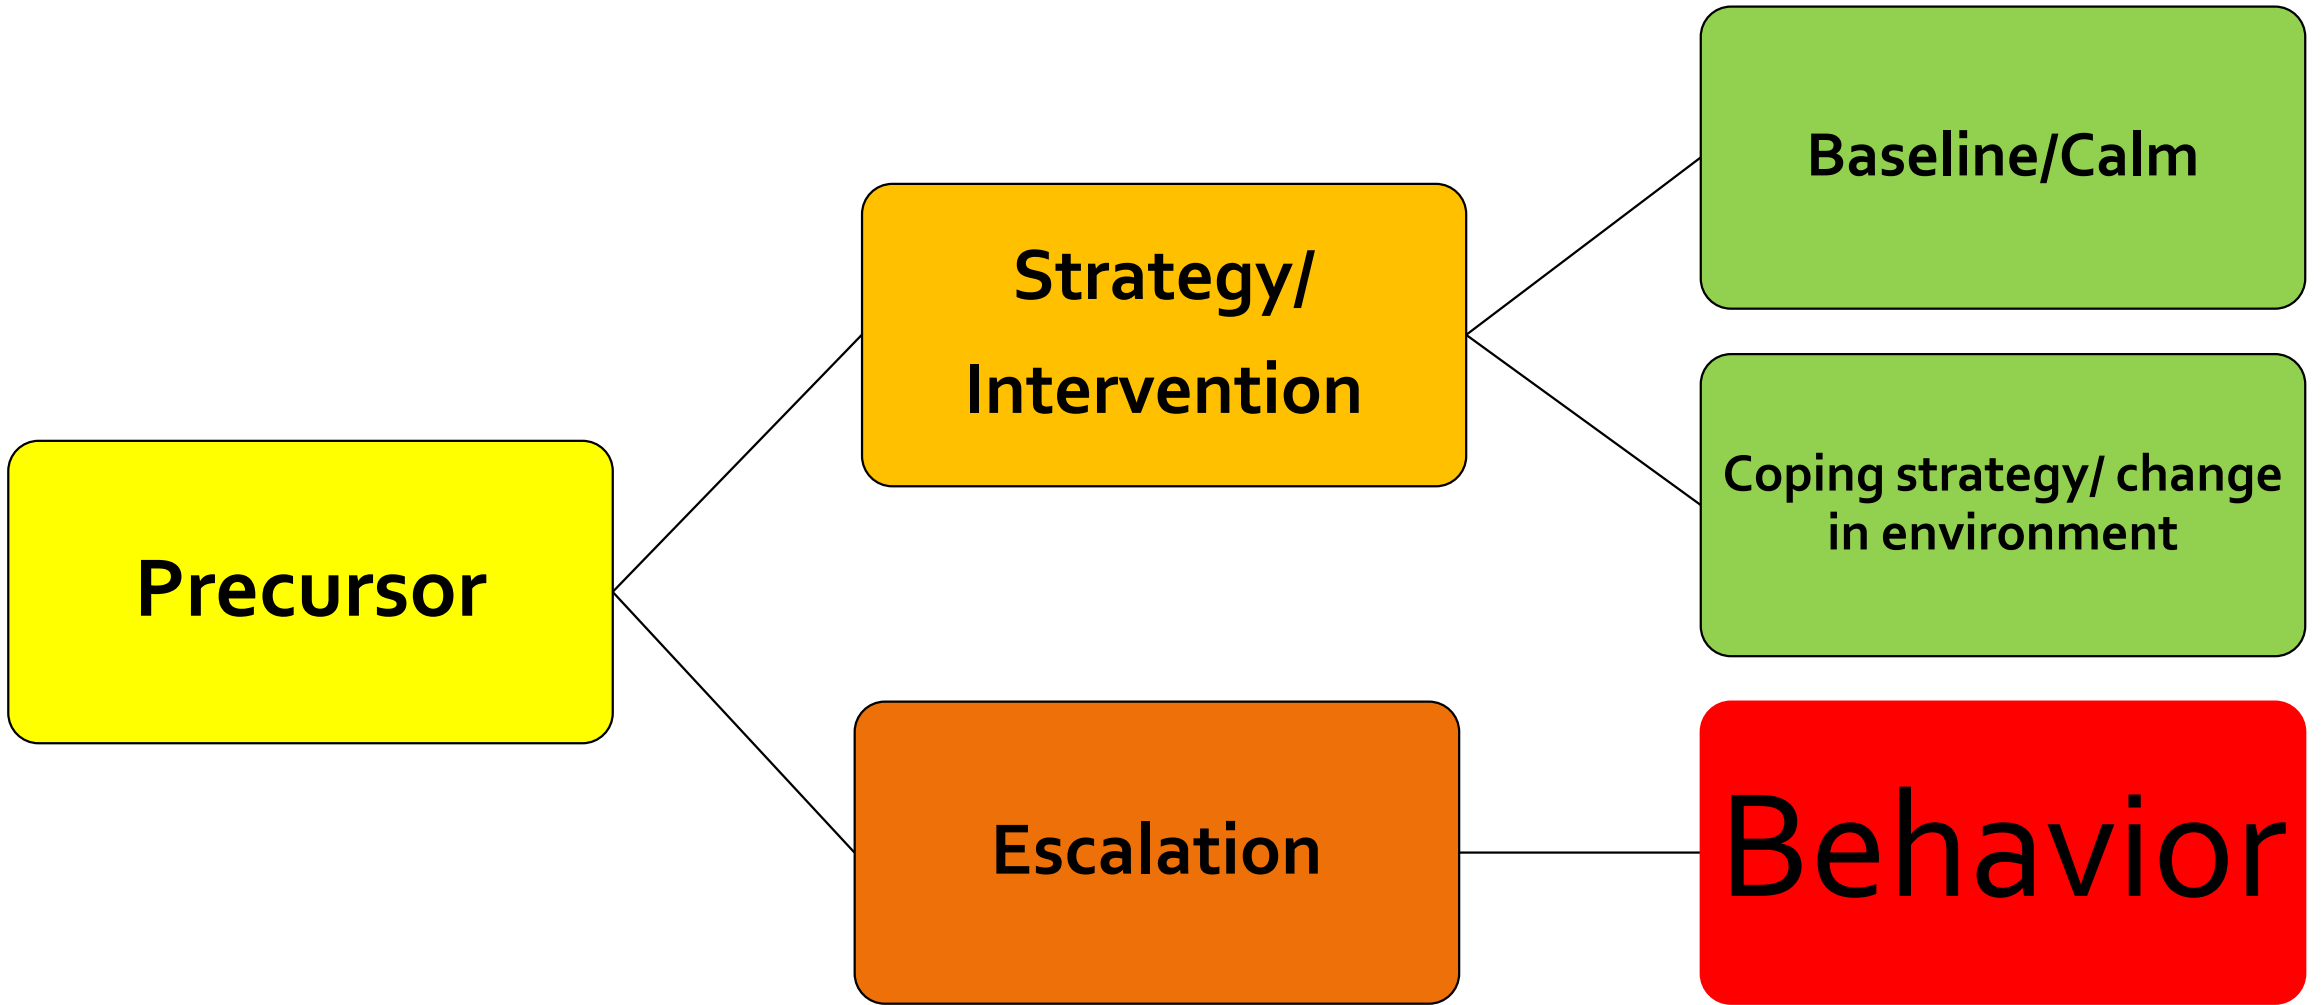 Precursor
Strategy/
Intervention
Escalation
Baseline/Calm
Coping strategy/ change
in environment
Behavior